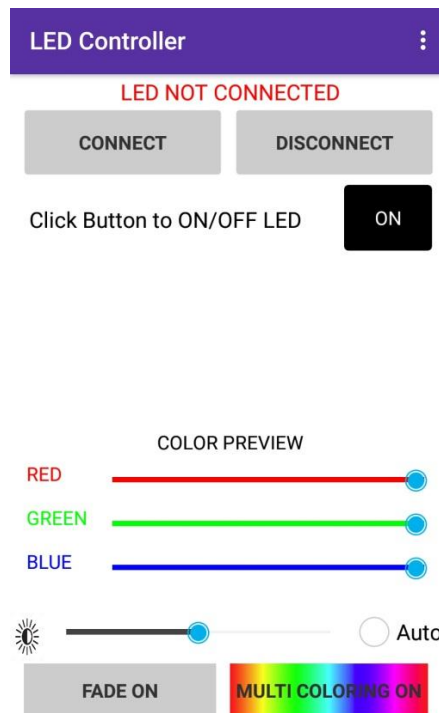 LED Controller
LED NOT CONNECTED
CONNECT DISCONNECT
Click Button to ON/OFF LED ON
COLOR PREVIEW
RED
GREEN
BLUE
Auto
FADE ON MULTI COLORING ON